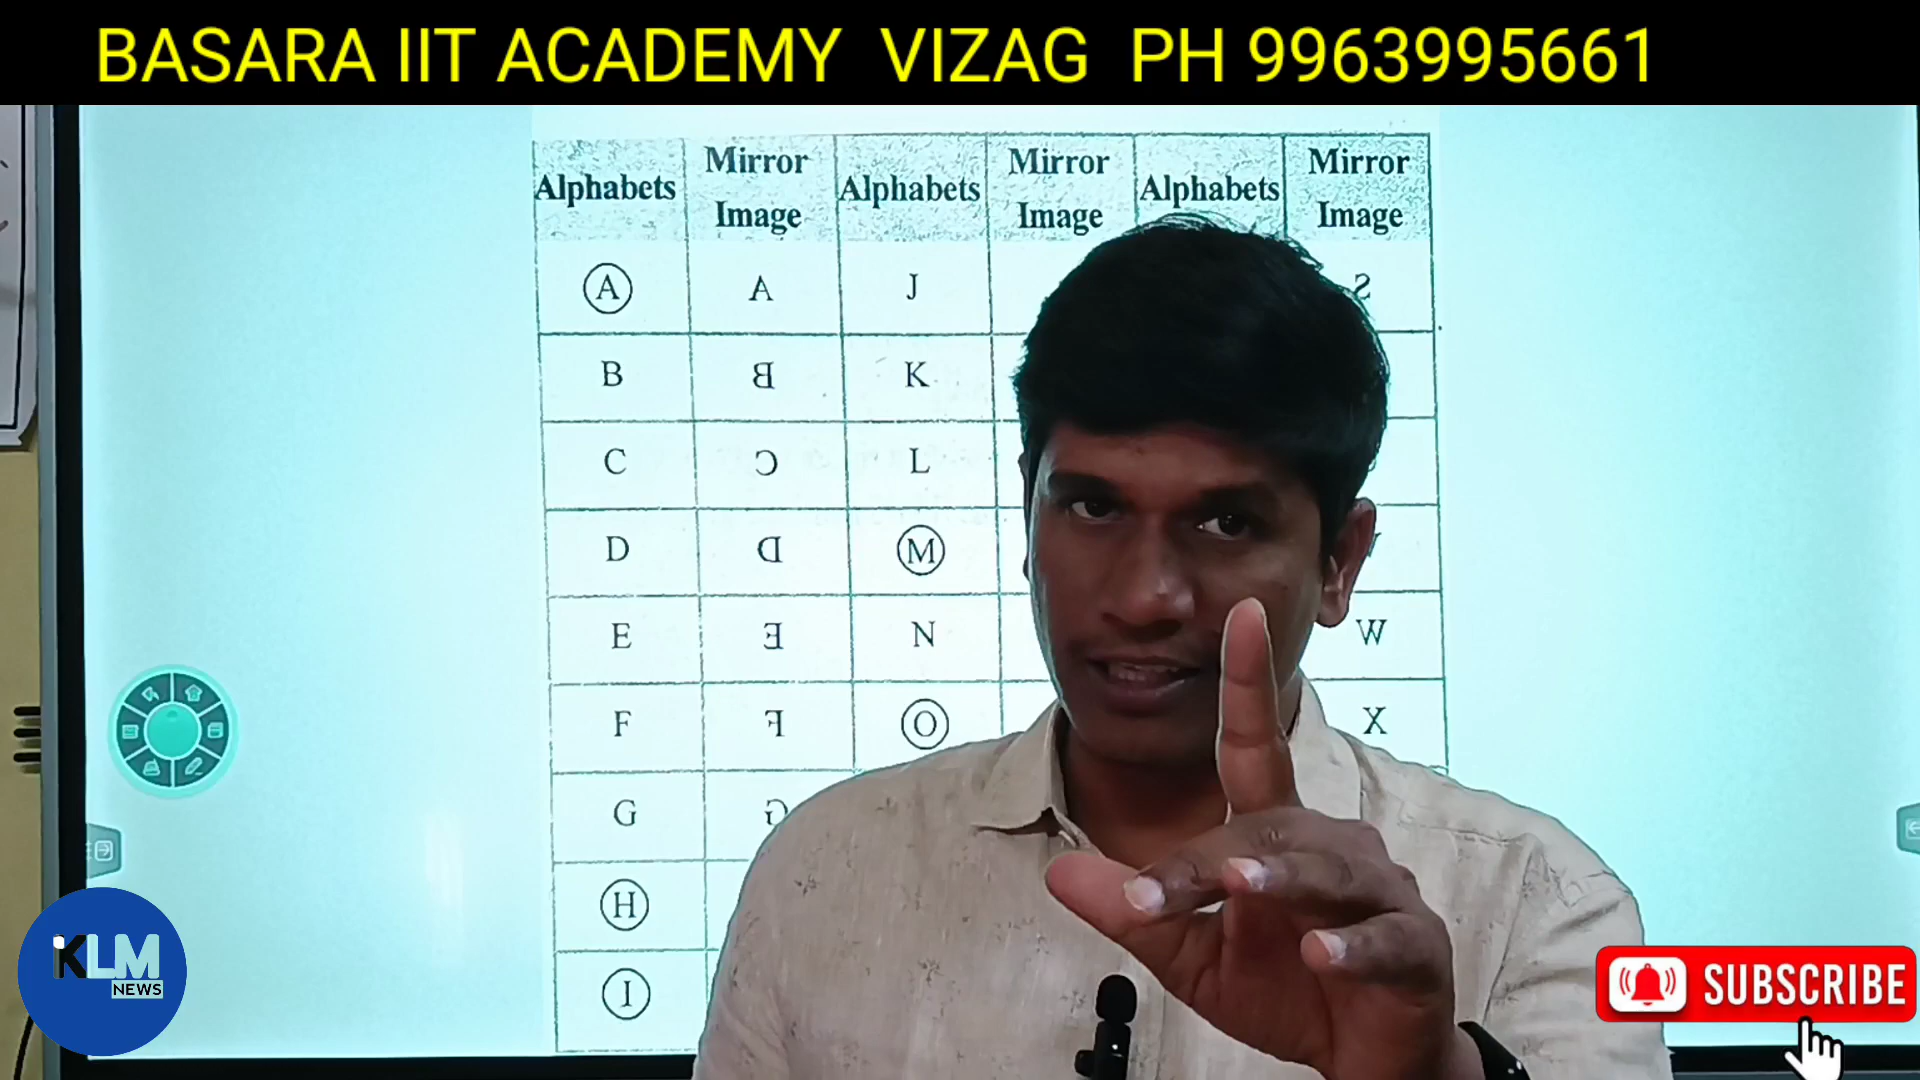 BASARA IIT ACADEMY VIZAG PH 9963995661
Alphabets Mirror Image Alphabets Mirror Image Alphabets Mirror Image
A A J S
B B K
C C L
D D M
E E N W
F F O X
G G
H
I
KLM
NEWS
SUBSCRIBE